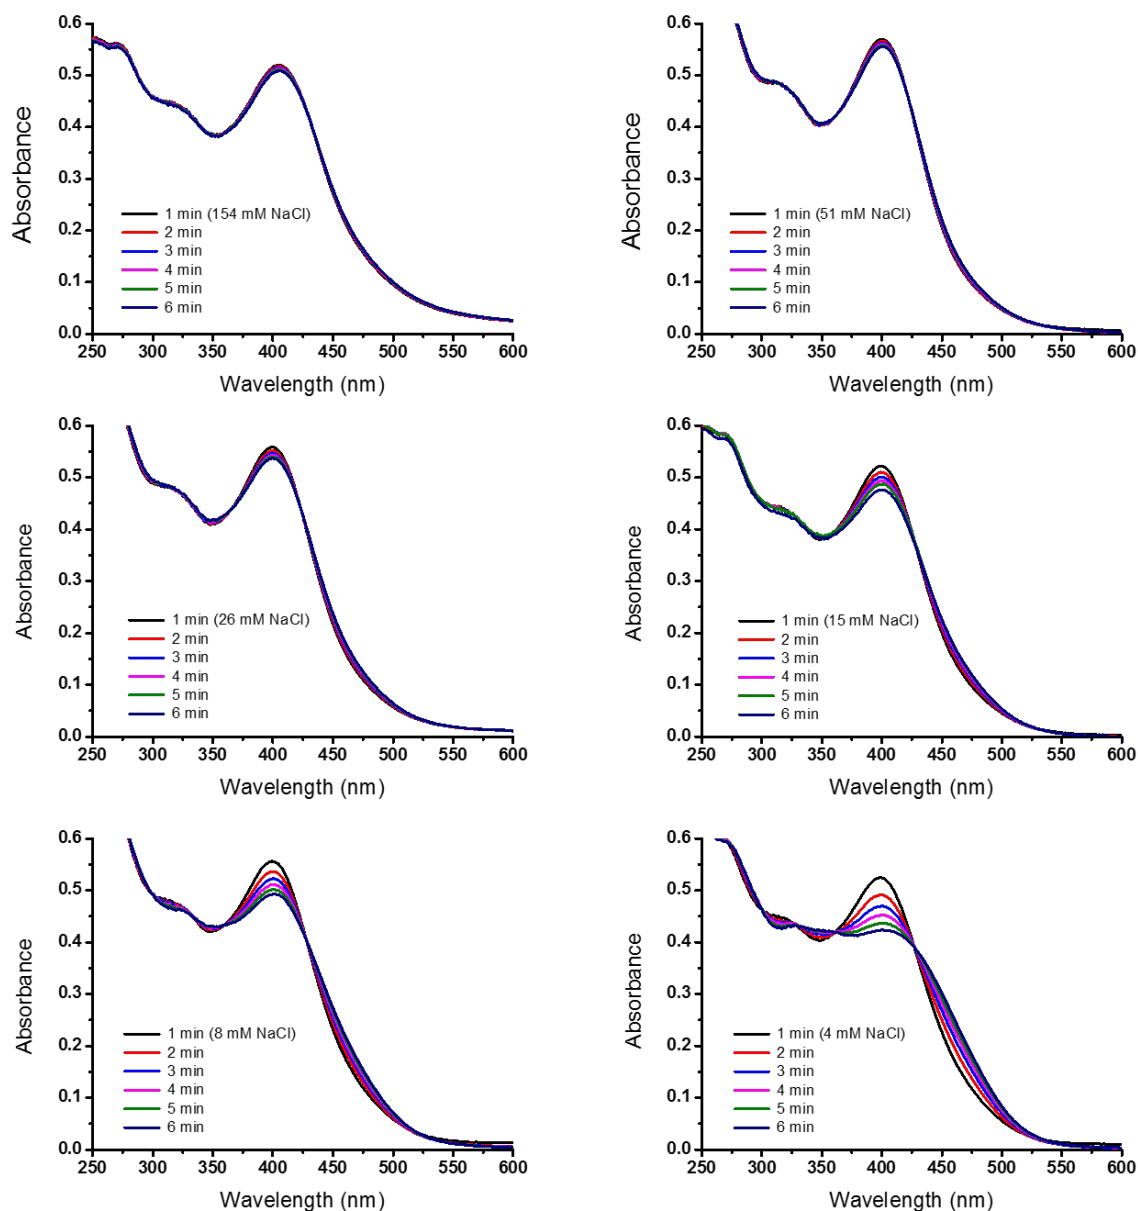 0.6
0.5
0.4
0.3
0.2
0.1
0.0
Absorbance
1 min (154 mM NaCl)
2 min
3 min
4 min
5 min
6 min
250 300 350 400 450 500 550 600
Wavelength (nm)
0.6
0.5
0.4
0.3
0.2
0.1
0.0
Absorbance
1 min (51 mM NaCl)
2 min
3 min
4 min
5 min
6 min
250 300 350 400 450 500 550 600
Wavelength (nm)
0.6
0.5
0.4
0.3
0.2
0.1
0.0
Absorbance
1 min (26 mM NaCl)
2 min
3 min
4 min
5 min
6 min
250 300 350 400 450 500 550 600
Wavelength (nm)
0.6
0.5
0.4
0.3
0.2
0.1
0.0
Absorbance
1 min (15 mM NaCl)
2 min
3 min
4 min
5 min
6 min
250 300 350 400 450 500 550 600
Wavelength (nm)
0.6
0.5
0.4
0.3
0.2
0.1
0.0
Absorbance
1 min (8 mM NaCl)
2 min
3 min
4 min
5 min
6 min
250 300 350 400 450 500 550 600
Wavelength (nm)
0.6
0.5
0.4
0.3
0.2
0.1
0.0
Absorbance
1 min (4 mM NaCl)
2 min
3 min
4 min
5 min
6 min
250 300 350 400 450 500 550 600
Wavelength (nm)